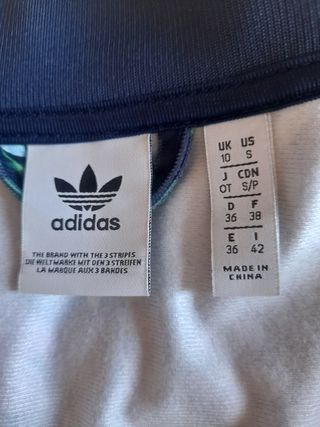 adidas
THE BRAND WITH THE 3 STRIPES
DIE WELTMARKE MIT DEN 3 STREIFEN
LA MARQUE AUX 3 BANDES
UK US
10 S
J CDN
OT S/P
D F
36 38
E I
36 42
MADE IN
CHINA